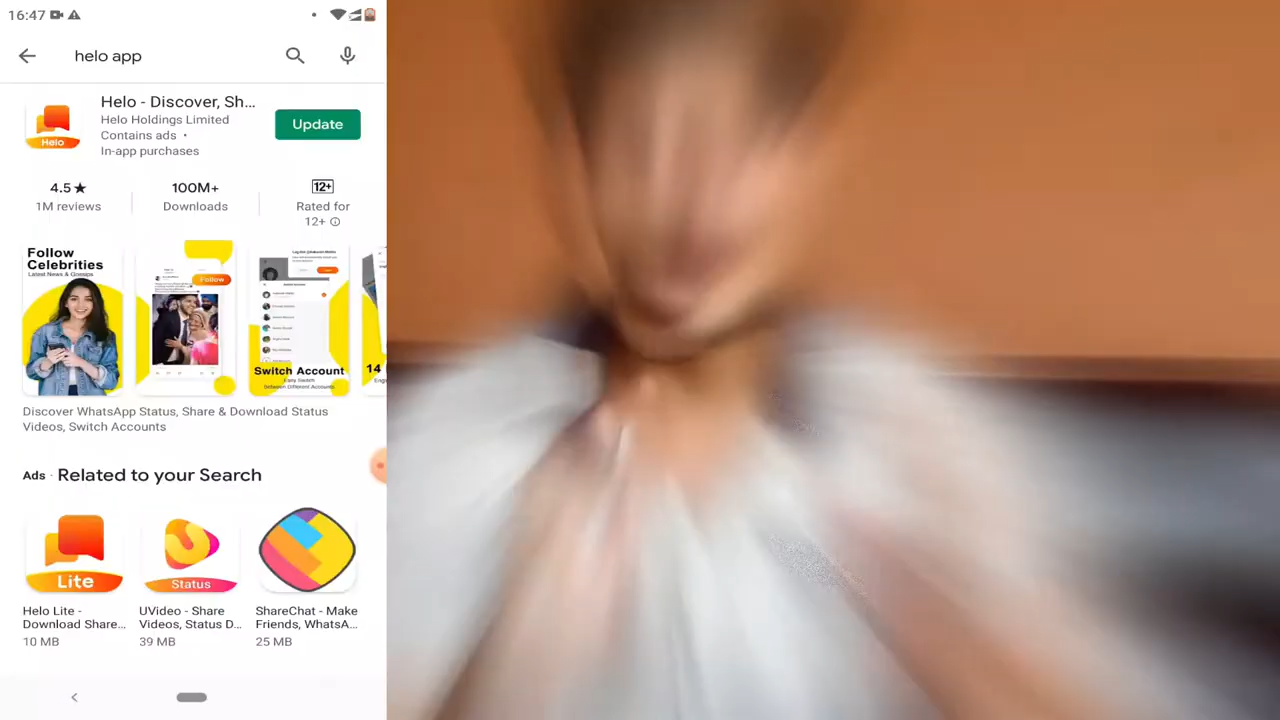 16:47
helo app
Helo - Discover, Sh...
Helo Holdings Limited
Contains ads •
In-app purchases
Update
Helo
4.5★
1M reviews
100M+
Downloads
12+
Rated for
12+
Follow
Celebrities
Latest News & Gossips
Follow
Switch Account
Easy Switch
Between Different Accounts
14
Discover WhatsApp Status, Share & Download Status
Videos, Switch Accounts
Ads · Related to your Search
Lite
Status
Helo Lite -
Download Share...
10 MB
UVideo - Share
Videos, Status D...
39 MB
ShareChat - Make
Friends, WhatsA...
25 MB